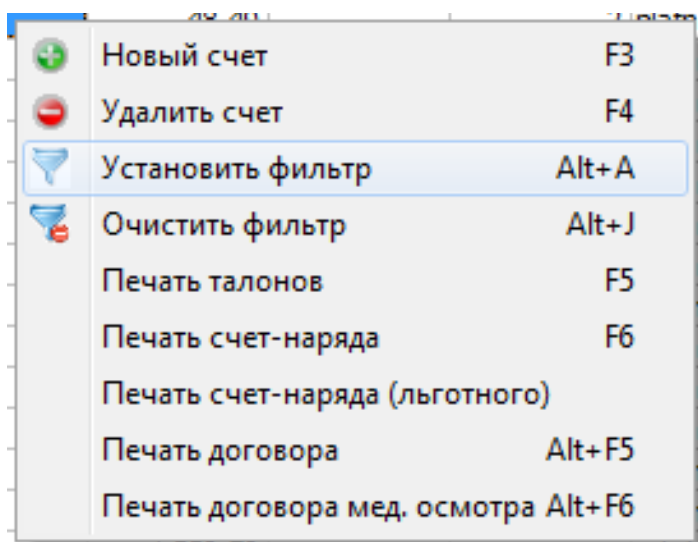 Новый счет F3
Удалить счет F4
Установить фильтр Alt+A
Очистить фильтр Alt+J
Печать талонов F5
Печать счет-наряда F6
Печать счет-наряда (льготного)
Печать договора Alt+F5
Печать договора мед. осмотра Alt+F6